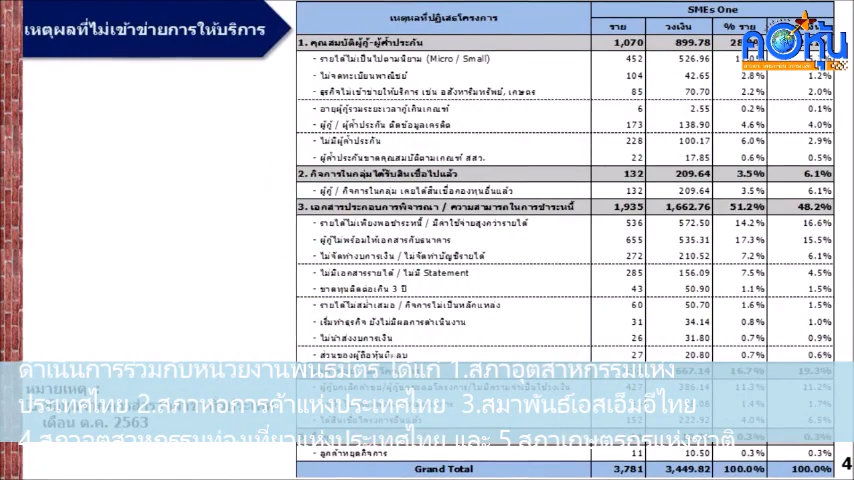 เหตุผลที่ไม่เข้าข่ายการให้บริการ
เหตุผลที่ปฏิเสธโครงการ SMEs One
ราย วงเงิน % ราย
1. คุณสมบัติผู้กู้-ผู้ค้ำประกัน 1,070 899.78
- รายได้ไม่เป็นไปตามนิยาม (Micro / Small) 452 526.96
- ไม่จดทะเบียนพาณิชย์ 104 42.65 2.8% 1.2%
- ธุรกิจไม่เข้าข่ายให้บริการ เช่น อสังหาริมทรัพย์, เกษตร 85 70.70 2.2% 2.0%
- อายุผู้กู้รวมระยะเวลากู้เกินเกณฑ์ 6 2.55 0.2% 0.1%
- ผู้กู้ / ผู้ค้ำประกัน ติดข้อมูลเครดิต 173 138.90 4.6% 4.0%
- ไม่มีผู้ค้ำประกัน 228 100.17 6.0% 2.9%
- ผู้ค้ำประกันขาดคุณสมบัติตามเกณฑ์ สสว. 22 17.85 0.6% 0.5%
2. กิจการในกลุ่มได้รับสินเชื่อไปแล้ว 132 209.64 3.5% 6.1%
- ผู้กู้ / กิจการในกลุ่ม เคยได้สินเชื่อกองทุนอื่นแล้ว 132 209.64 3.5% 6.1%
3. เอกสารประกอบการพิจารณา / ความสามารถในการชำระหนี้ 1,935 1,662.76 51.2% 48.2%
- รายได้ไม่เพียงพอชำระหนี้ / มีค่าใช้จ่ายสูงกว่ารายได้ 536 572.50 14.2% 16.6%
- ผู้กู้ไม่พร้อมให้เอกสารกับธนาคาร 655 535.31 17.3% 15.5%
- ไม่จัดทำงบการเงิน / ไม่จัดทำบัญชีรายได้ 272 210.52 7.2% 6.1%
- ไม่มีเอกสารรายได้ / ไม่มี Statement 285 156.09 7.5% 4.5%
- ขาดทุนติดต่อเกิน 3 ปี 43 50.90 1.1% 1.5%
- รายได้ไม่สม่ำเสมอ / กิจการไม่เป็นหลักแหล่ง 60 50.70 1.6% 1.5%
- เริ่มทำธุรกิจ ยังไม่มีผลการดำเนินงาน 31 34.14 0.8% 1.0%
- ไม่นำส่งงบการเงิน 26 31.80 0.7% 0.9%
- ส่วนของผู้ถือหุ้นติดลบ 27 20.80 0.7% 0.6%
ดำเนินการร่วมกับหน่วยงานพันธมิตร ได้แก่ 1.สภาอุตสาหกรรมแห่ง
ประเทศไทย 2.สภาหอการค้าแห่งประเทศไทย 3.สมาพันธ์เอสเอ็มอีไทย
4.สภาอุตสาหกรรมท่องเที่ยวแห่งประเทศไทย และ 5.สภาเกษตรกรแห่งชาติ
667.14 16.7% 19.3%
427 386.14 11.3% 11.2%
152 222.92 4.0% 6.5%
หมายเหตุ :
เดือน ต.ค. 2563
- ลูกค้าหยุดกิจการ 11 10.50 0.3% 0.3%
Grand Total 3,781 3,449.82 100.0% 100.0%
4
คอหุ้น